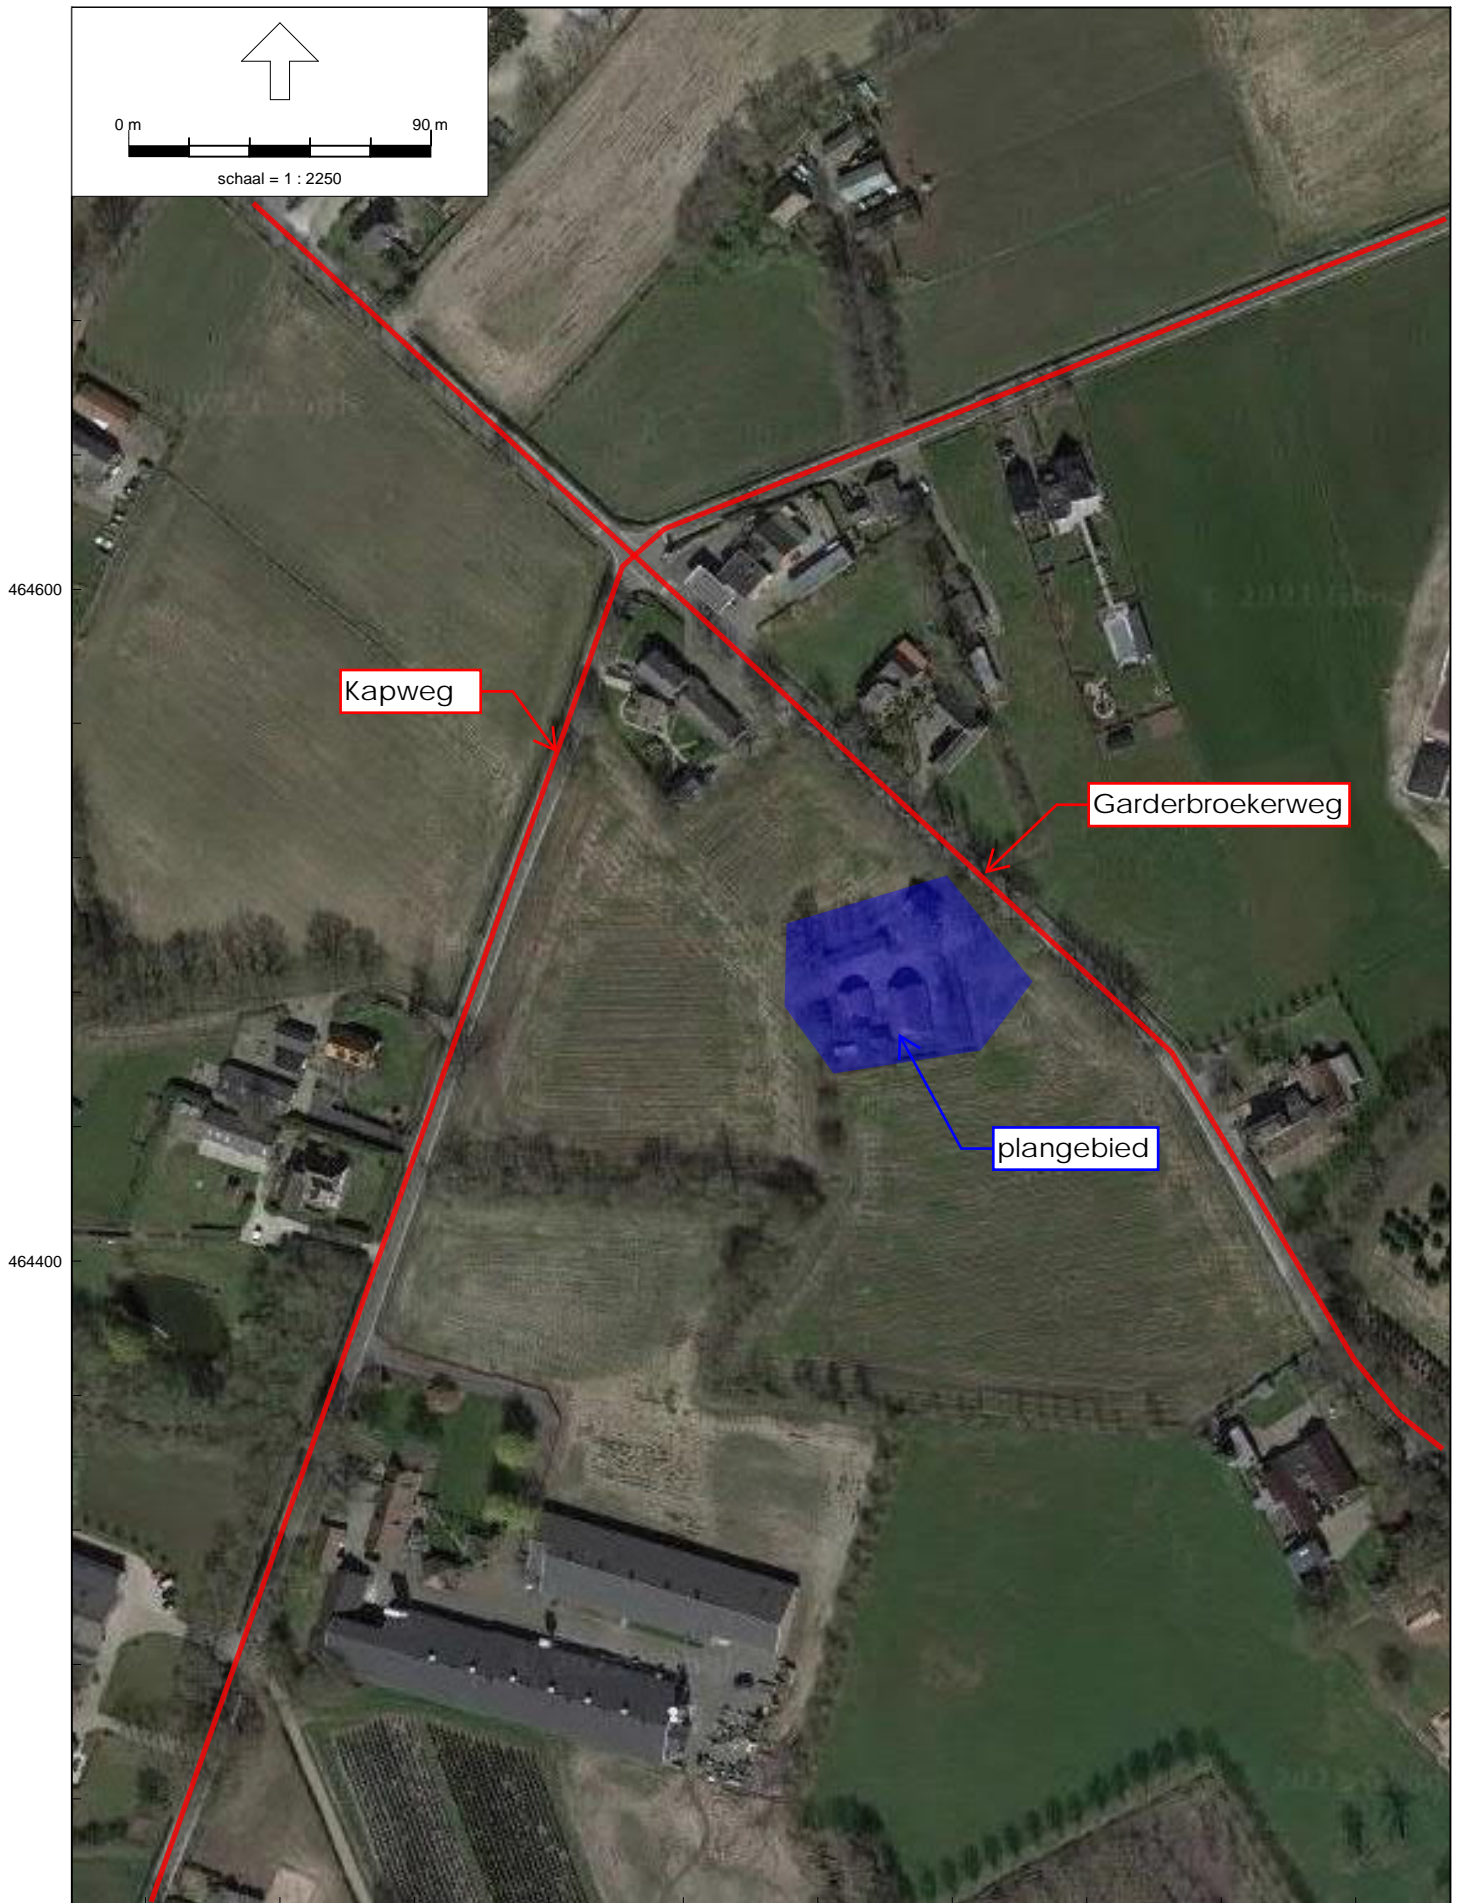 0 m 90 m
schaal = 1 : 2250
464600
Kapweg
Garderbroekerweg
plangebied
464400